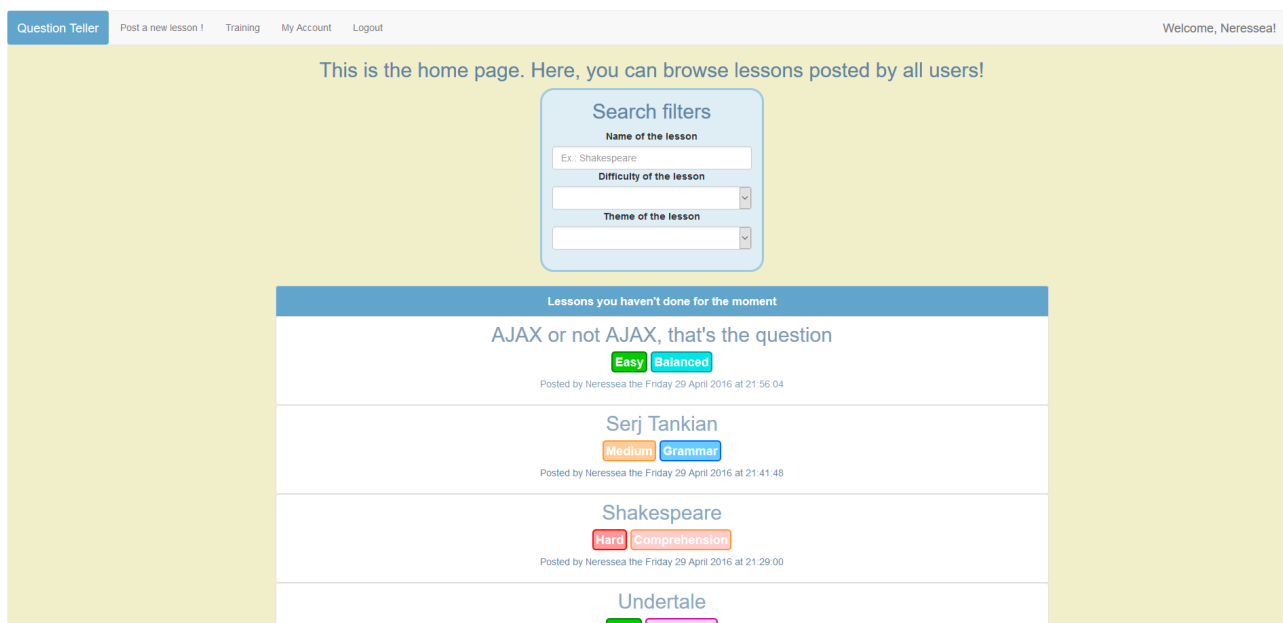 Question Teller Post a new lesson ! Training My Account Logout Welcome, Neressea!
This is the home page. Here, you can browse lessons posted by all users!
Search filters
Name of the lesson
Ex.: Shakespeare
Difficulty of the lesson
Theme of the lesson
Lessons you haven't done for the moment
AJAX or not AJAX, that's the question
Easy Balanced
Posted by Neressea the Friday 29 April 2016 at 21:56:04
Serj Tankian
Medium Grammar
Posted by Neressea the Friday 29 April 2016 at 21:41:48
Shakespeare
Hard Comprehension
Posted by Neressea the Friday 29 April 2016 at 21:29:00
Undertale